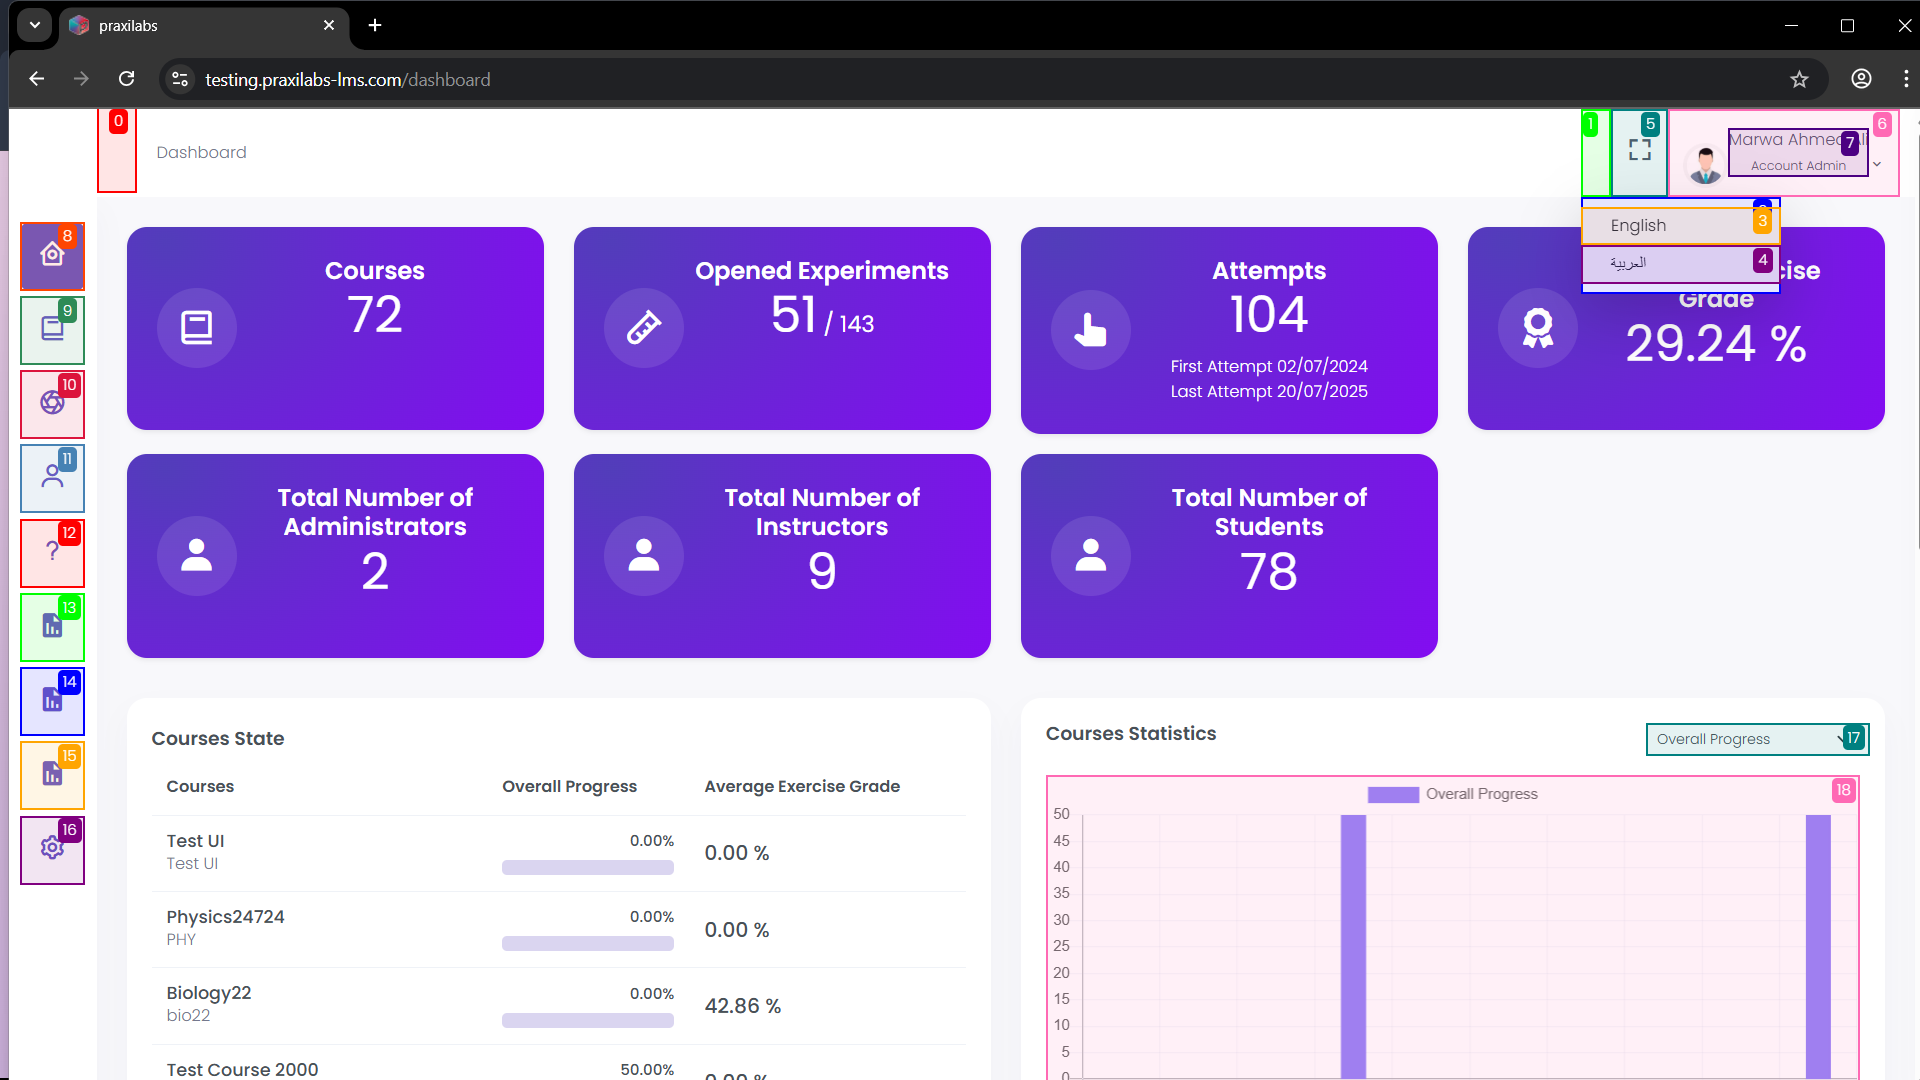 praxilabs
testing.praxilabs-lms.com/dashboard
0
Dashboard
1
5
6
Marwa Ahmed Ali
7
Account Admin
English
3
العربية
4
8
9
10
11
12
13
14
15
16
Courses
72
Opened Experiments
51 / 143
Attempts
104
First Attempt 02/07/2024
Last Attempt 20/07/2025
Grade
29.24 %
Total Number of
Administrators
2
Total Number of
Instructors
9
Total Number of
Students
78
Courses State
Courses Overall Progress Average Exercise Grade
Test UI
Test UI
0.00%
0.00 %
Physics24724
PHY
0.00%
0.00 %
Biology22
bio22
0.00%
42.86 %
Test Course 2000
50.00%
Courses Statistics
Overall Progress
17
18
Overall Progress
50
45
40
35
30
25
20
15
10
5
0